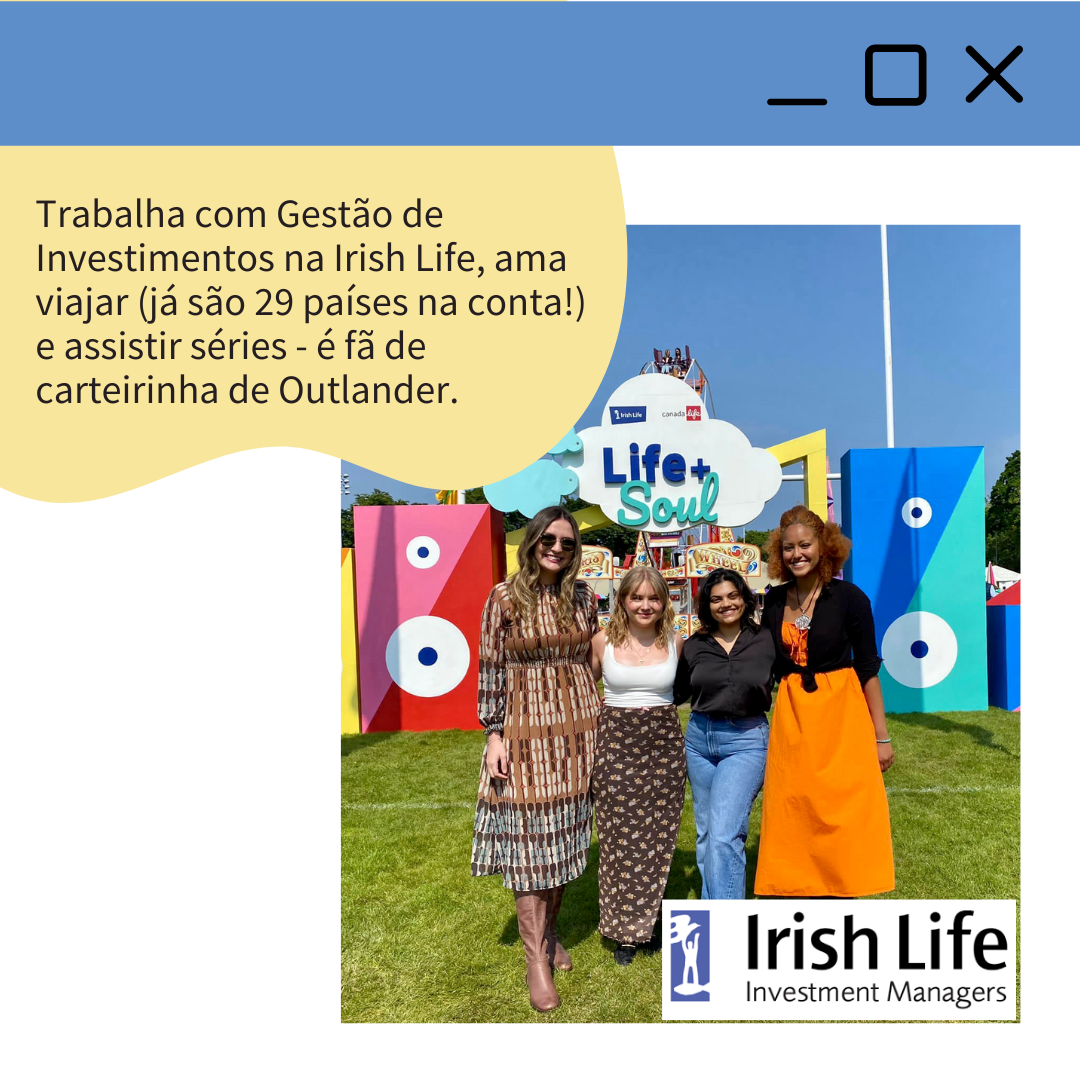 Trabalha com Gestão de
Investimentos na Irish Life, ama
viajar (já são 29 países na conta!)
e assistir séries - é fã de
carteirinha de Outlander.
Irish Life
canada life
Life+
Soul
WHEEL
Irish Life
Investment Managers